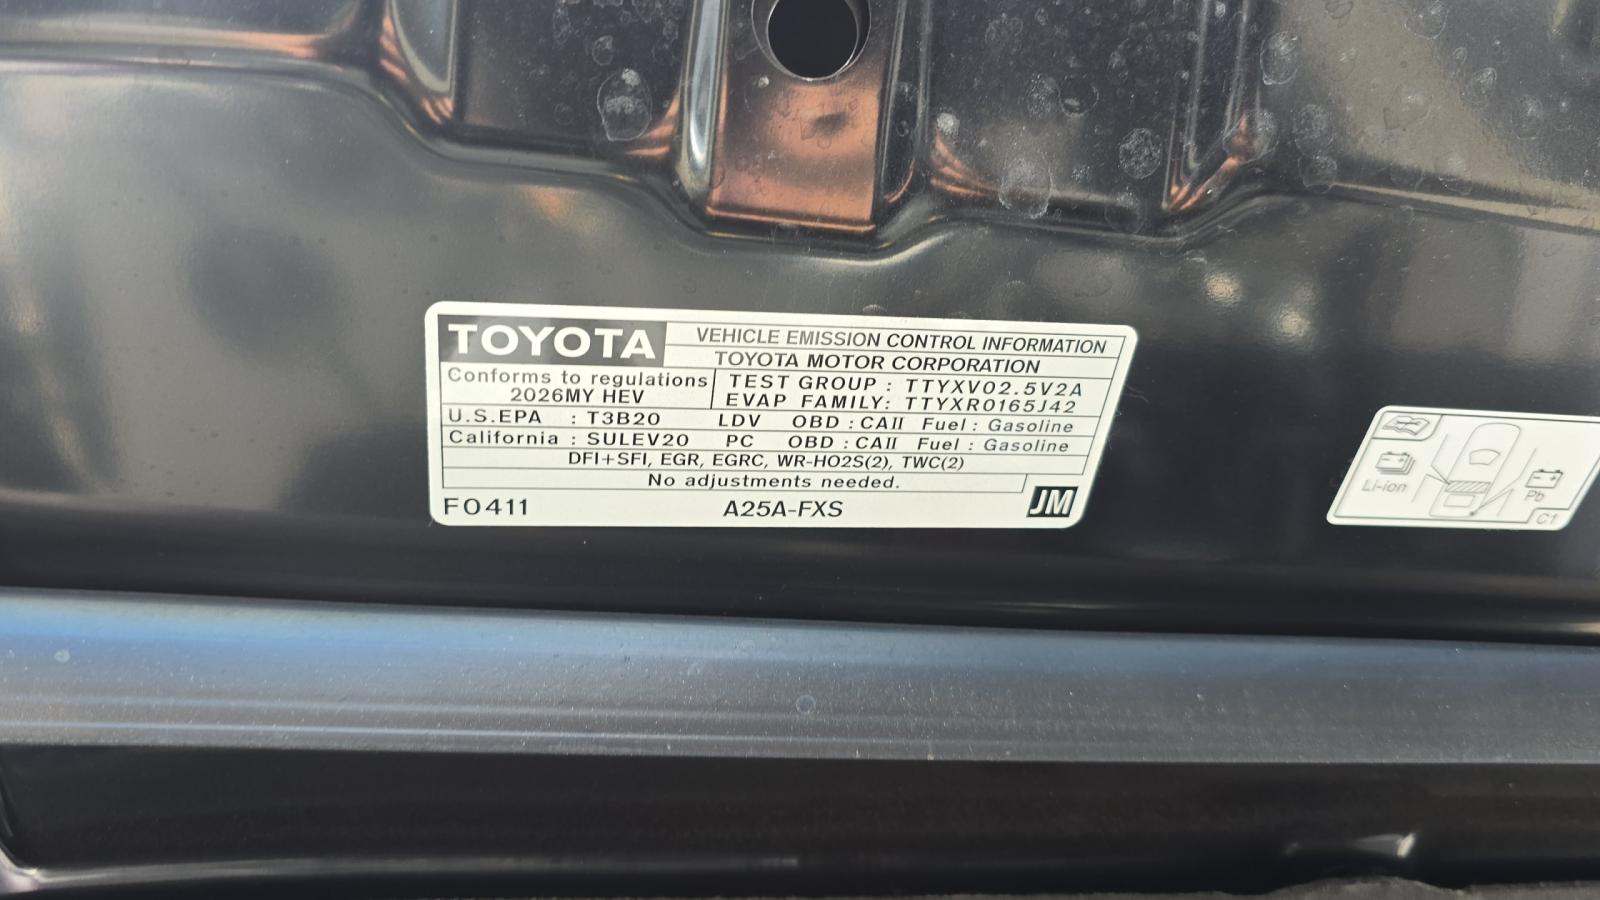 TOYOTA
VEHICLE EMISSION CONTROL INFORMATION
TOYOTA MOTOR CORPORATION
Conforms to regulations
2026MY HEV
TEST GROUP : TTYXV02.5V2A
EVAP FAMILY: TTYXR0165J42
U.S.EPA : T3B20 LDV OBD : CAII Fuel : Gasoline
California : SULEV20 PC OBD : CAII Fuel : Gasoline
DFI+SFI, EGR, EGRC, WR-HO2S(2), TWC(2)
No adjustments needed.
F0411 A25A-FXS JM
Li-ion
Pb
C1